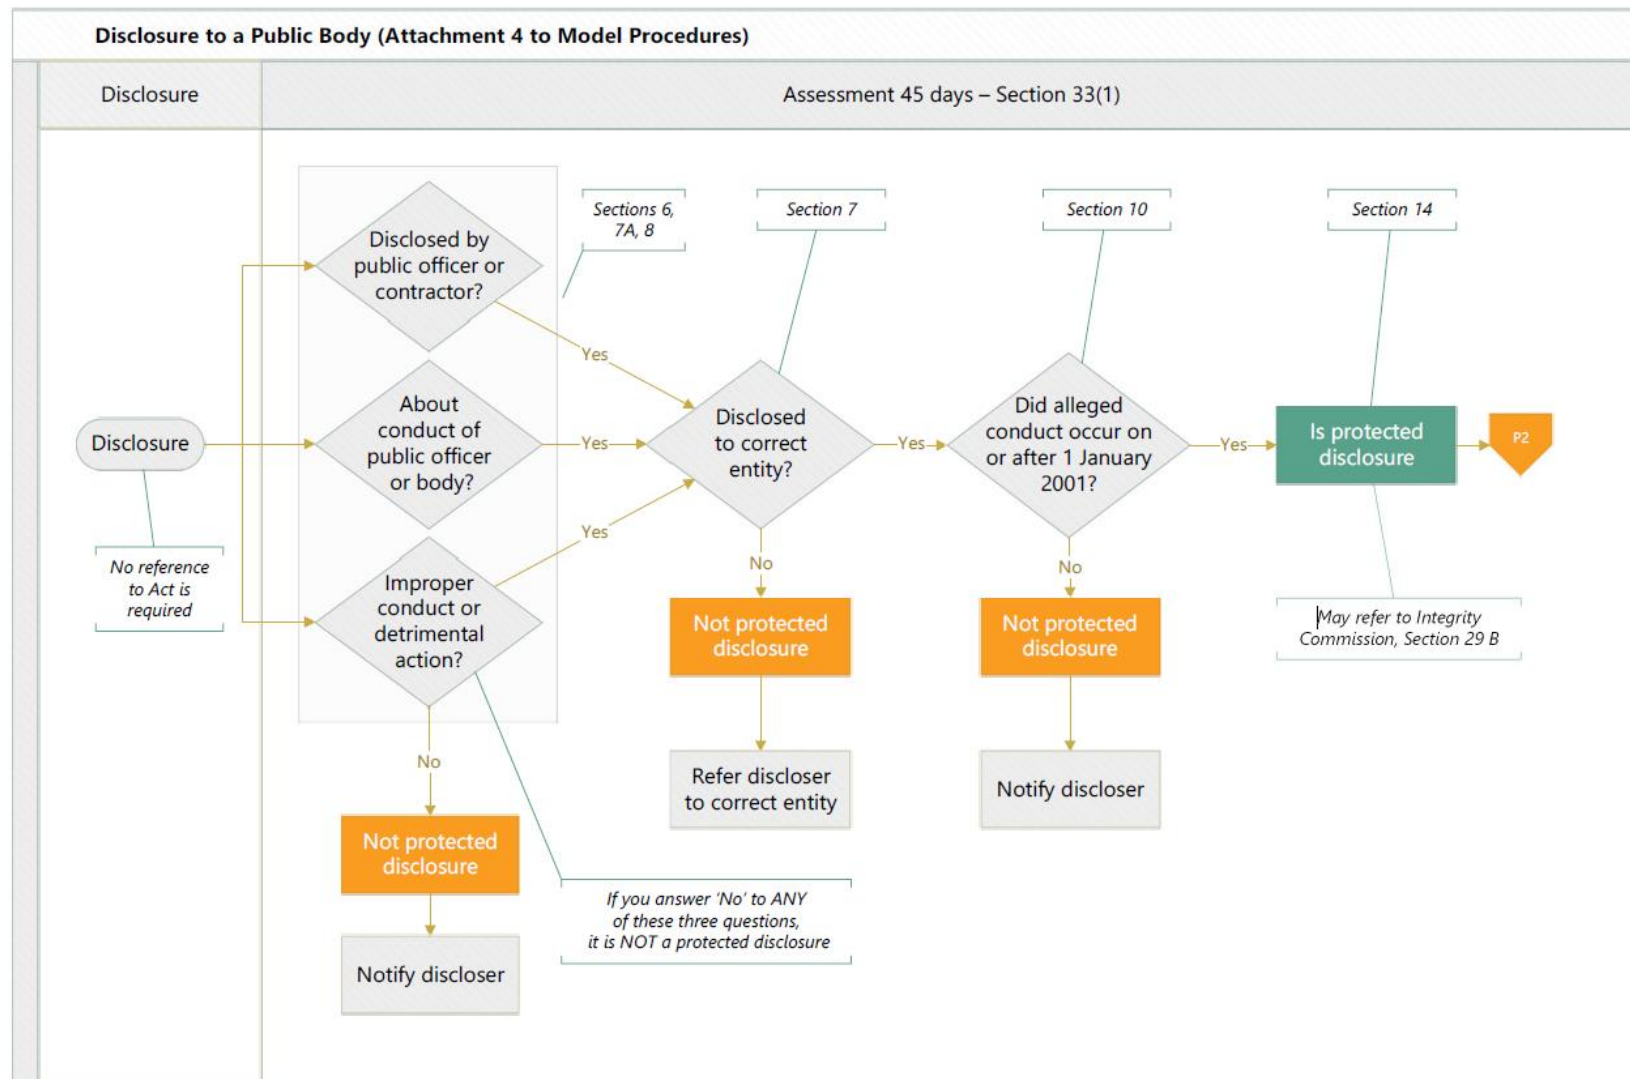 Disclosure to a Public Body (Attachment 4 to Model Procedures)
Disclosure
Assessment 45 days – Section 33(1)
Disclosure
No reference
to Act is
required
Disclosed by
public officer or
contractor?
About
conduct of
public officer
or body?
Improper
conduct or
detrimental
action?
Sections 6,
7A, 8
Yes
Yes
Yes
No
Not protected
disclosure
Notify discloser
If you answer ‘No’ to ANY
of these three questions,
it is NOT a protected disclosure
Section 7
Disclosed
to correct
entity?
Yes
No
Not protected
disclosure
Refer discloser
to correct entity
Section 10
Did alleged
conduct occur on
or after 1 January
2001?
Yes
No
Not protected
disclosure
Notify discloser
Section 14
Is protected
disclosure
P2
May refer to Integrity
Commission, Section 29 B